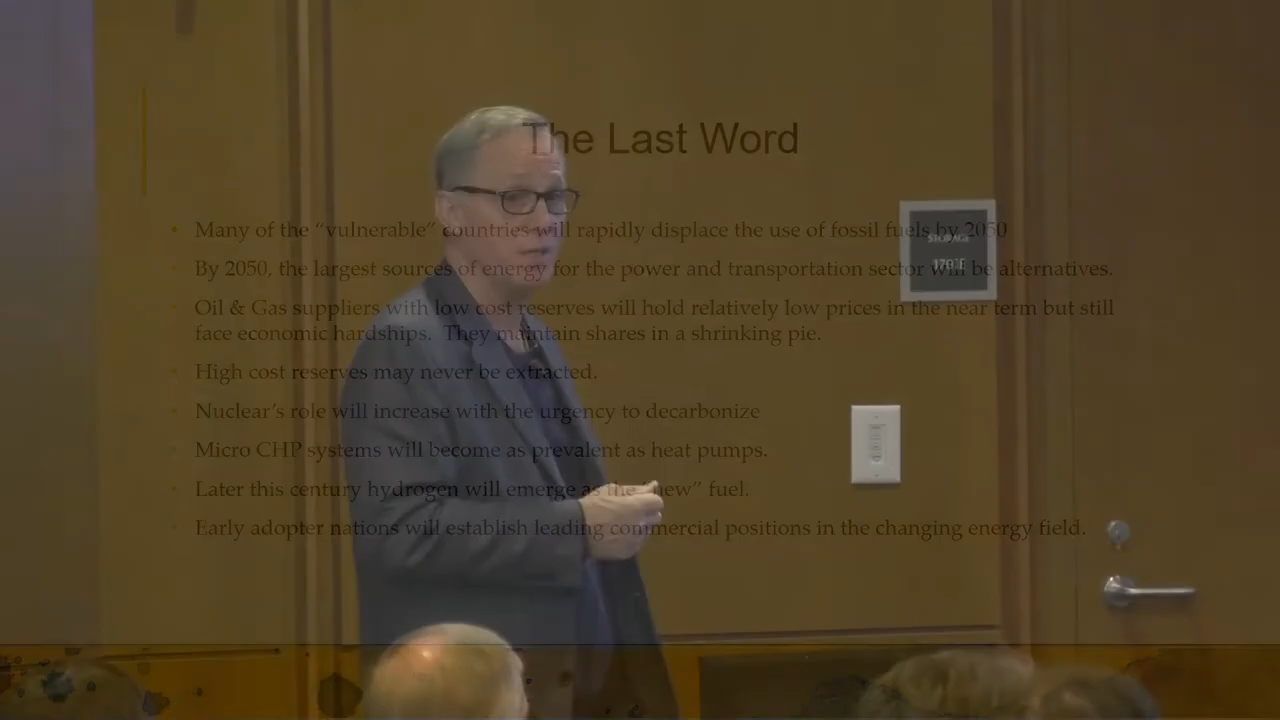 The Last Word
Many of the “vulnerable” countries will rapidly displace the use of fossil fuels by 2050
By 2050, the largest sources of energy for the power and transportation sector will be alternatives.
Oil & Gas suppliers with low cost reserves will hold relatively low prices in the near term but still
face economic hardships. They maintain shares in a shrinking pie.
High cost reserves may never be extracted.
Nuclear’s role will increase with the urgency to decarbonize
Micro CHP systems will become as prevalent as heat pumps.
Later this century hydrogen will emerge as the “new” fuel.
Early adopter nations will establish leading commercial positions in the changing energy field.
STORAGE